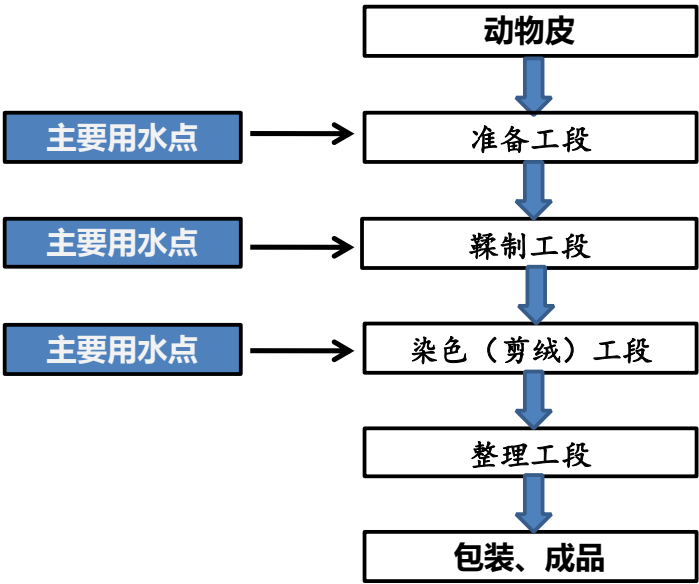 动物皮
主要用水点
准备工段
主要用水点
鞣制工段
主要用水点
染色（剪绒）工段
整理工段
包装、成品